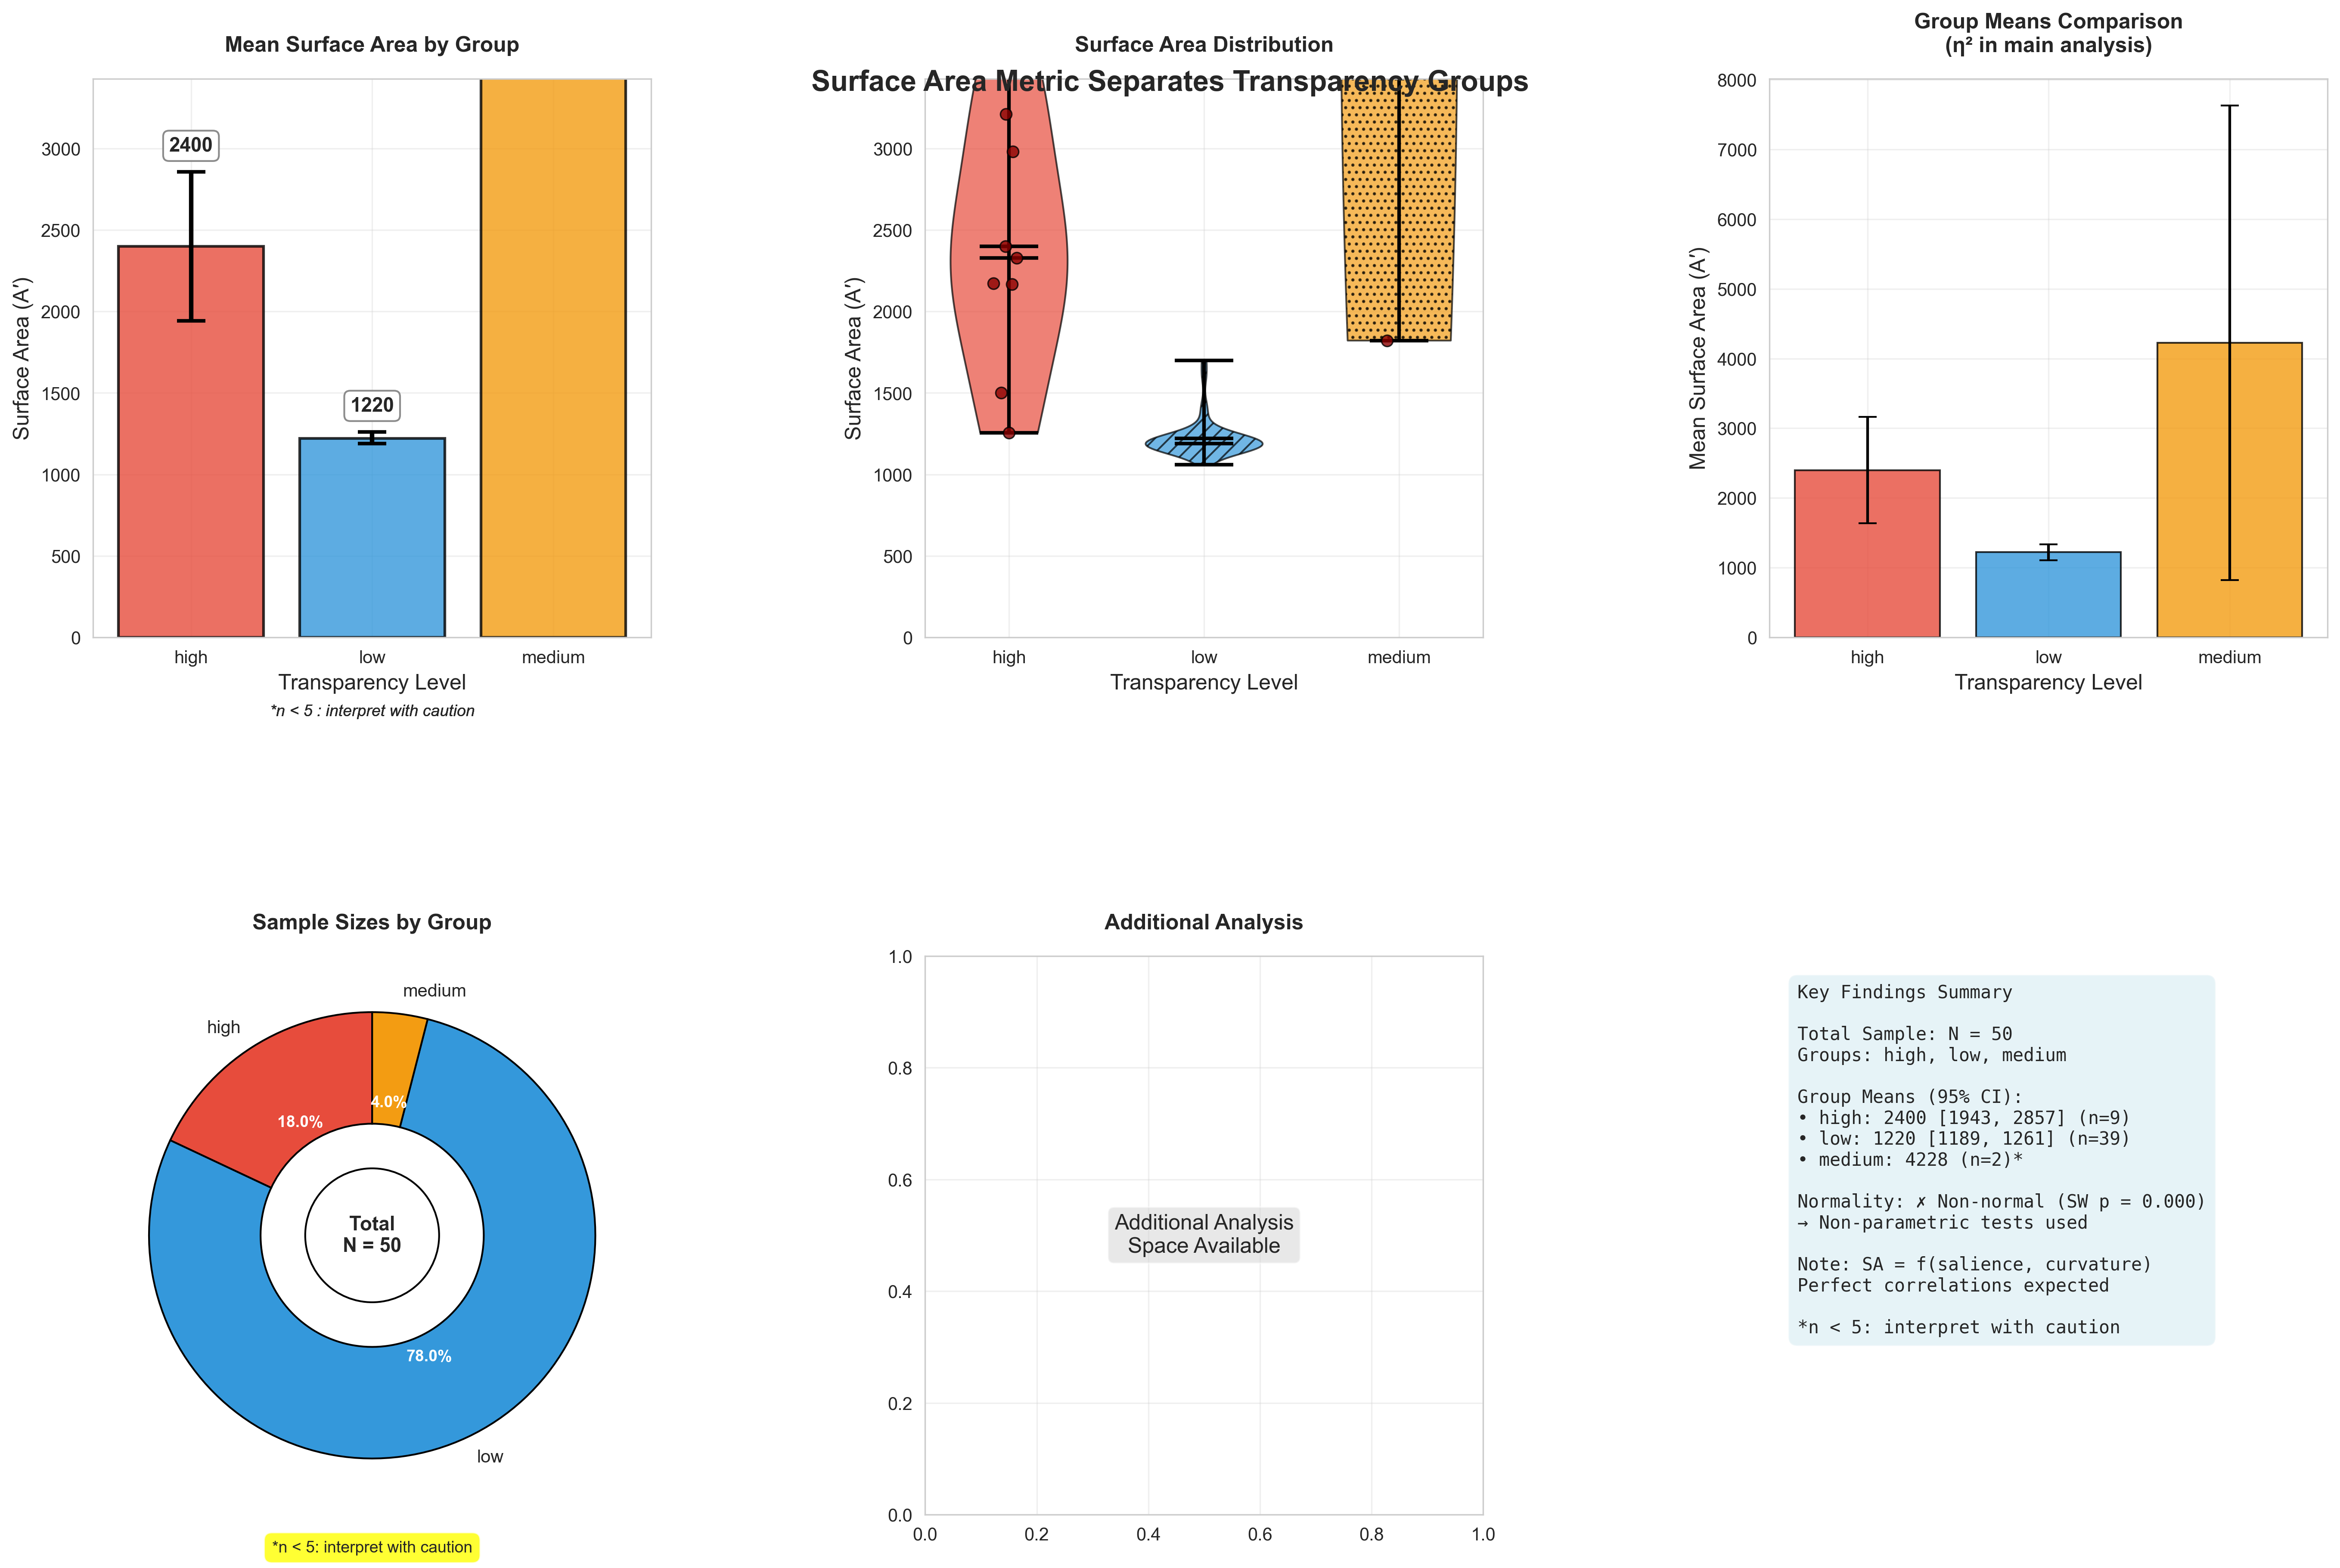 Group Means Comparison
(η² in main analysis)
Mean Surface Area by Group
Surface Area Distribution
Surface Area Metric Separates Transparency Groups
Surface Area (A′)
3000
2500
2000
1500
1000
500
0
2400
1220
high
low
medium
Transparency Level
*n < 5 : interpret with caution
Surface Area (A′)
3000
2500
2000
1500
1000
500
0
high
low
medium
Transparency Level
Mean Surface Area (A′)
8000
7000
6000
5000
4000
3000
2000
1000
0
high
low
medium
Transparency Level
Sample Sizes by Group
medium
high
4.0%
18.0%
Total
N = 50
78.0%
low
*n < 5: interpret with caution
Additional Analysis
1.0
0.8
0.6
0.4
0.2
0.0
Additional Analysis
Space Available
0.0
0.2
0.4
0.6
0.8
1.0
Key Findings Summary
Total Sample: N = 50
Groups: high, low, medium
Group Means (95% CI):
• high: 2400 [1943, 2857] (n=9)
• low: 1220 [1189, 1261] (n=39)
• medium: 4228 (n=2)*
Normality: ✗ Non-normal (SW p = 0.000)
→ Non-parametric tests used
Note: SA = f(salience, curvature)
Perfect correlations expected
*n < 5: interpret with caution